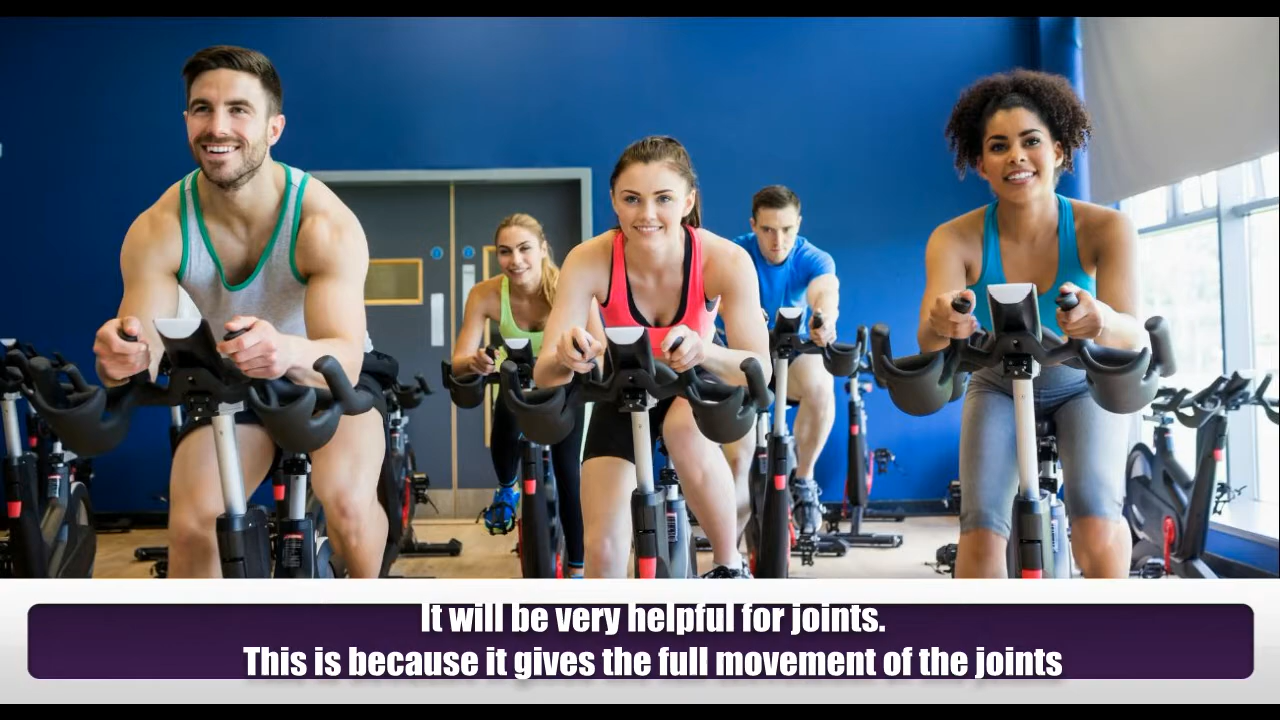 It will be very helpful for joints.
This is because it gives the full movement of the joints